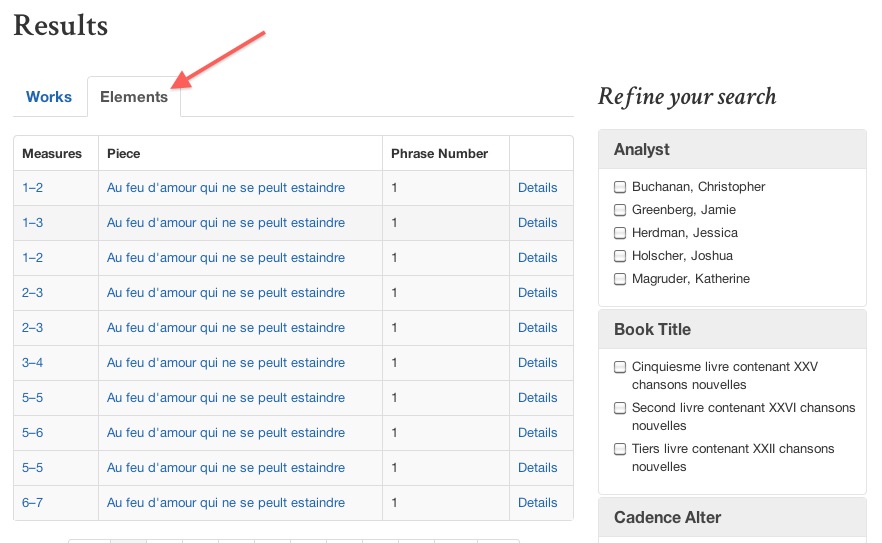 Results
Works Elements
Measures Piece Phrase Number
1–2 Au feu d'amour qui ne se peult estaindre 1 Details
1–3 Au feu d'amour qui ne se peult estaindre 1 Details
1–2 Au feu d'amour qui ne se peult estaindre 1 Details
2–3 Au feu d'amour qui ne se peult estaindre 1 Details
2–3 Au feu d'amour qui ne se peult estaindre 1 Details
3–4 Au feu d'amour qui ne se peult estaindre 1 Details
5–5 Au feu d'amour qui ne se peult estaindre 1 Details
5–6 Au feu d'amour qui ne se peult estaindre 1 Details
5–5 Au feu d'amour qui ne se peult estaindre 1 Details
6–7 Au feu d'amour qui ne se peult estaindre 1 Details
Refine your search
Analyst
Buchanan, Christopher
Greenberg, Jamie
Herdman, Jessica
Holscher, Joshua
Magruder, Katherine
Book Title
Cinquiesme livre contenant XXV
chansons nouvelles
Second livre contenant XXVI chansons
nouvelles
Tiers livre contenant XXII chansons
nouvelles
Cadence Alter